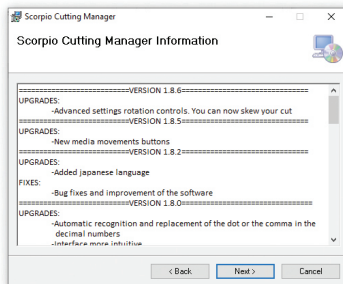 Scorpio Cutting Manager
Scorpio Cutting Manager Information
===========================VERSION 1.8.6===============================
UPGRADES:
-Advanced settings rotation controls. You can now skew your cut
===========================VERSION 1.8.5===============================
UPGRADES:
-New media movements buttons
===========================VERSION 1.8.2===============================
UPGRADES:
-Added japanese language
FIXES:
-Bug fixes and improvement of the software
===========================VERSION 1.8.0================================
UPGRADES:
-Automatic recognition and replacement of the dot or the comma in the
decimal numbers
-Interface more intuitive
< Back
Next >
Cancel